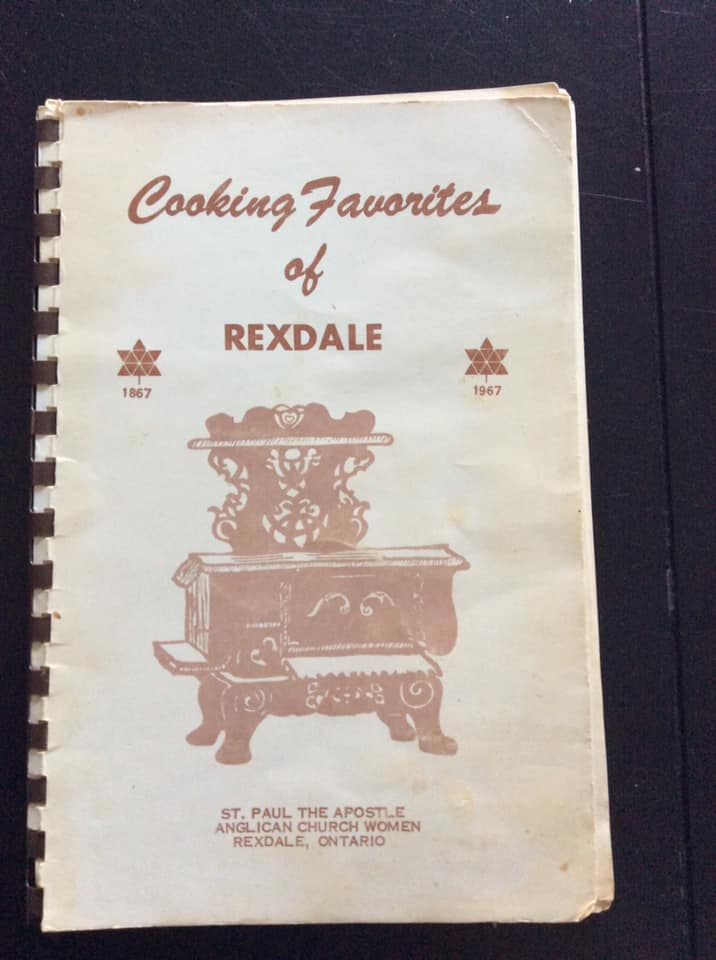 Cooking Favorites
of
REXDALE
1867
1967
ST. PAUL THE APOSTLE
ANGLICAN CHURCH WOMEN
REXDALE, ONTARIO